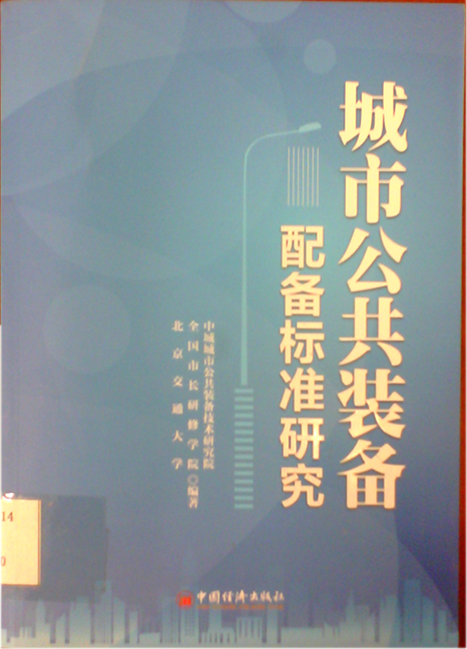 城市公共装备
配备标准研究
中城城市公共装备技术研究院
全国市长研修学院◎编著
北京交通大学
中国经济出版社
14
0